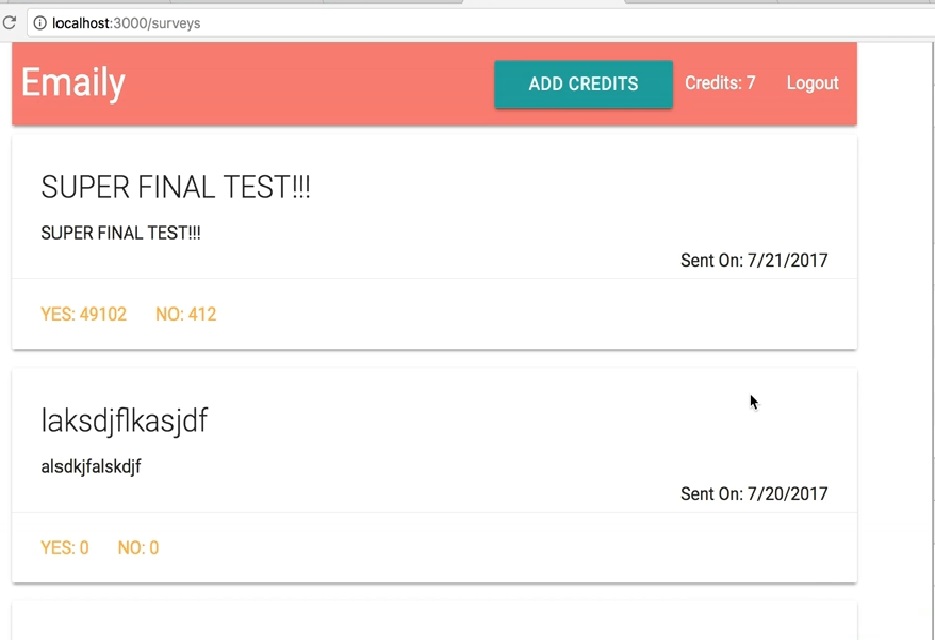 localhost:3000/surveys
Emaily
ADD CREDITS Credits: 7 Logout
SUPER FINAL TEST!!!
SUPER FINAL TEST!!!
Sent On: 7/21/2017
YES: 49102 NO: 412
laksdjflkasjdf
alsdkjfalskdjf
Sent On: 7/20/2017
YES: 0 NO: 0